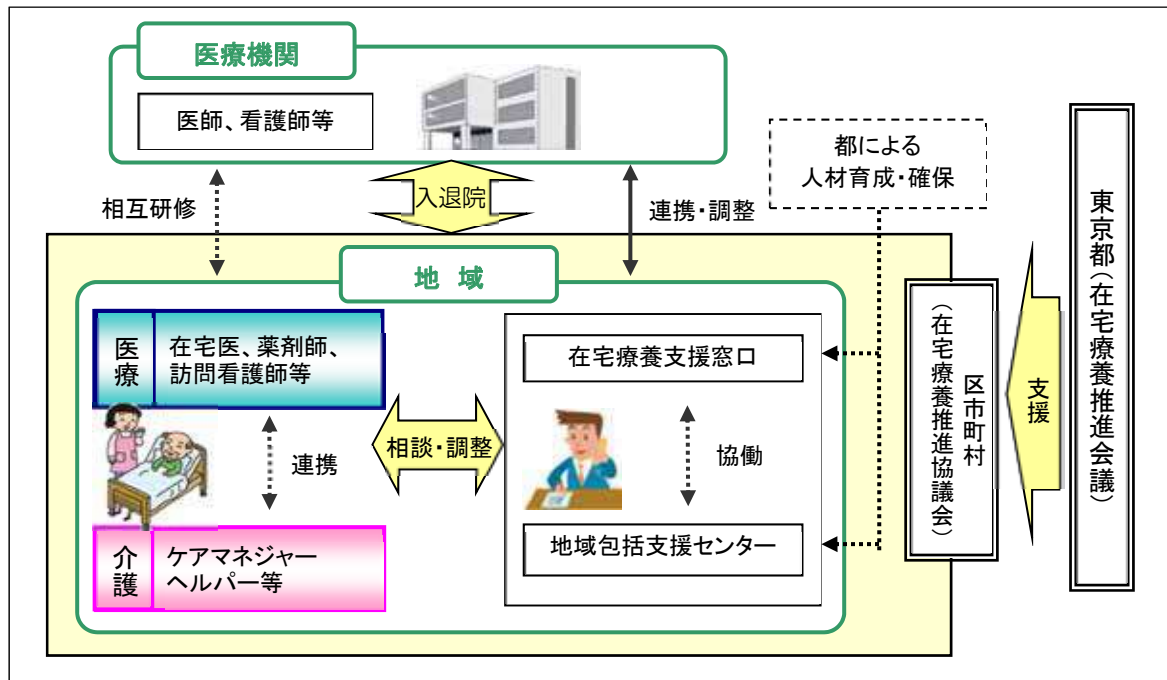 医療機関
医師、看護師等
都による
人材育成・確保
相互研修
入退院
連携・調整
地 域
医療
在宅医、薬剤師、
訪問看護師等
連携
介護
ケアマネジャー
ヘルパー等
相談・調整
在宅療養支援窓口
協働
地域包括支援センター
区市町村
（在宅療養推進協議会）
支援
東京都（在宅療養推進会議）